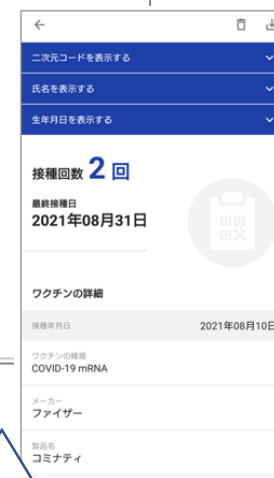 二次元コードを表示する
氏名を表示する
生年月日を表示する
接種回数 2 回
最終接種日
2021年08月31日
ワクチンの詳細
接種年月日 2021年08月10日
ワクチンの種類
COVID-19 mRNA
メーカー
ファイザー
製品名
コミナティ